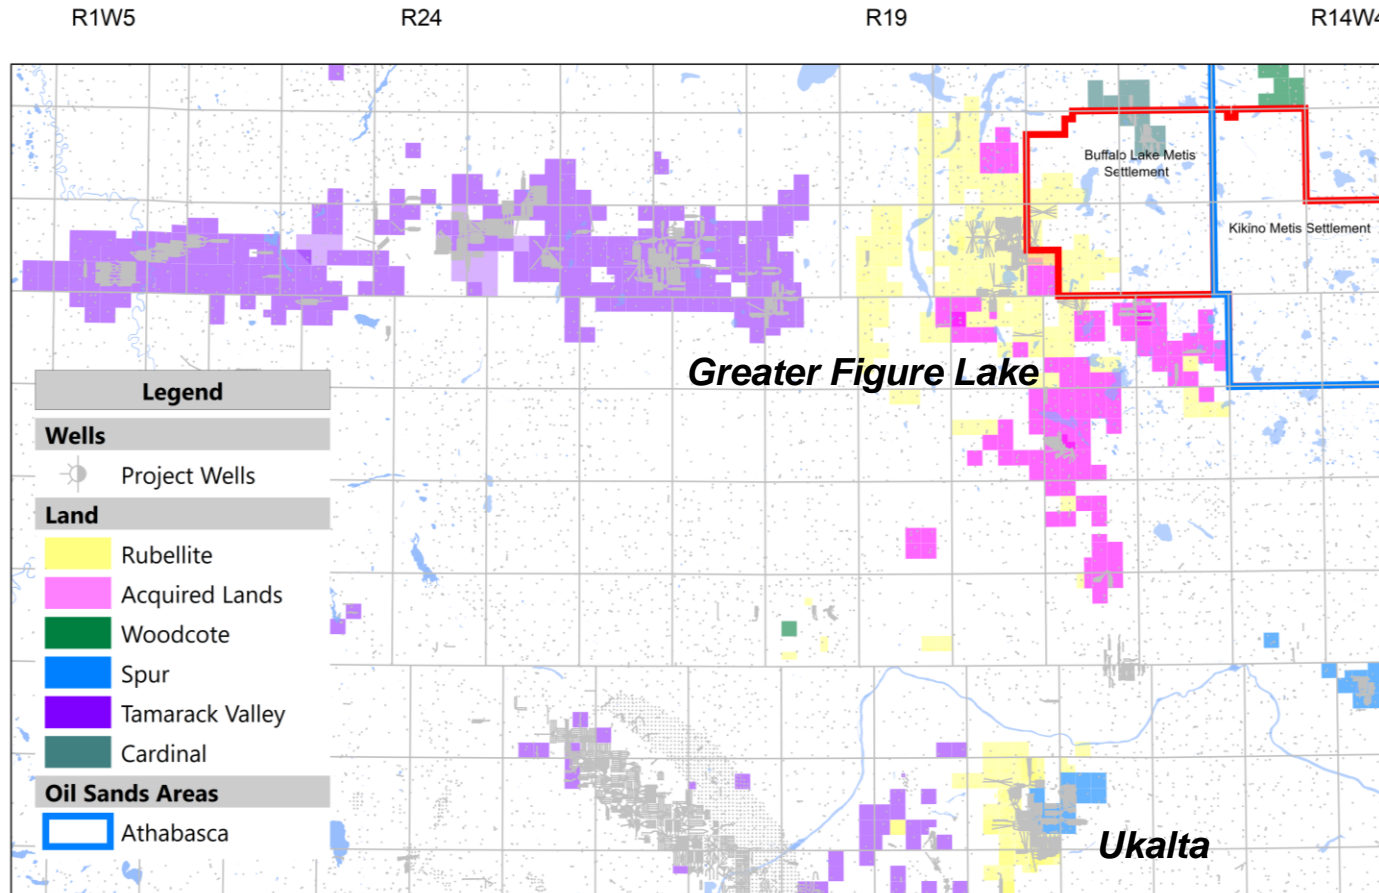 R1W5 R24 R19 R14W4
Buffalo Lake Metis
Settlement
Kikino Metis Settlement
Greater Figure Lake
Legend
Wells
Project Wells
Land
Rubellite
Acquired Lands
Woodcote
Spur
Tamarack Valley
Cardinal
Oil Sands Areas
Athabasca
Ukalta